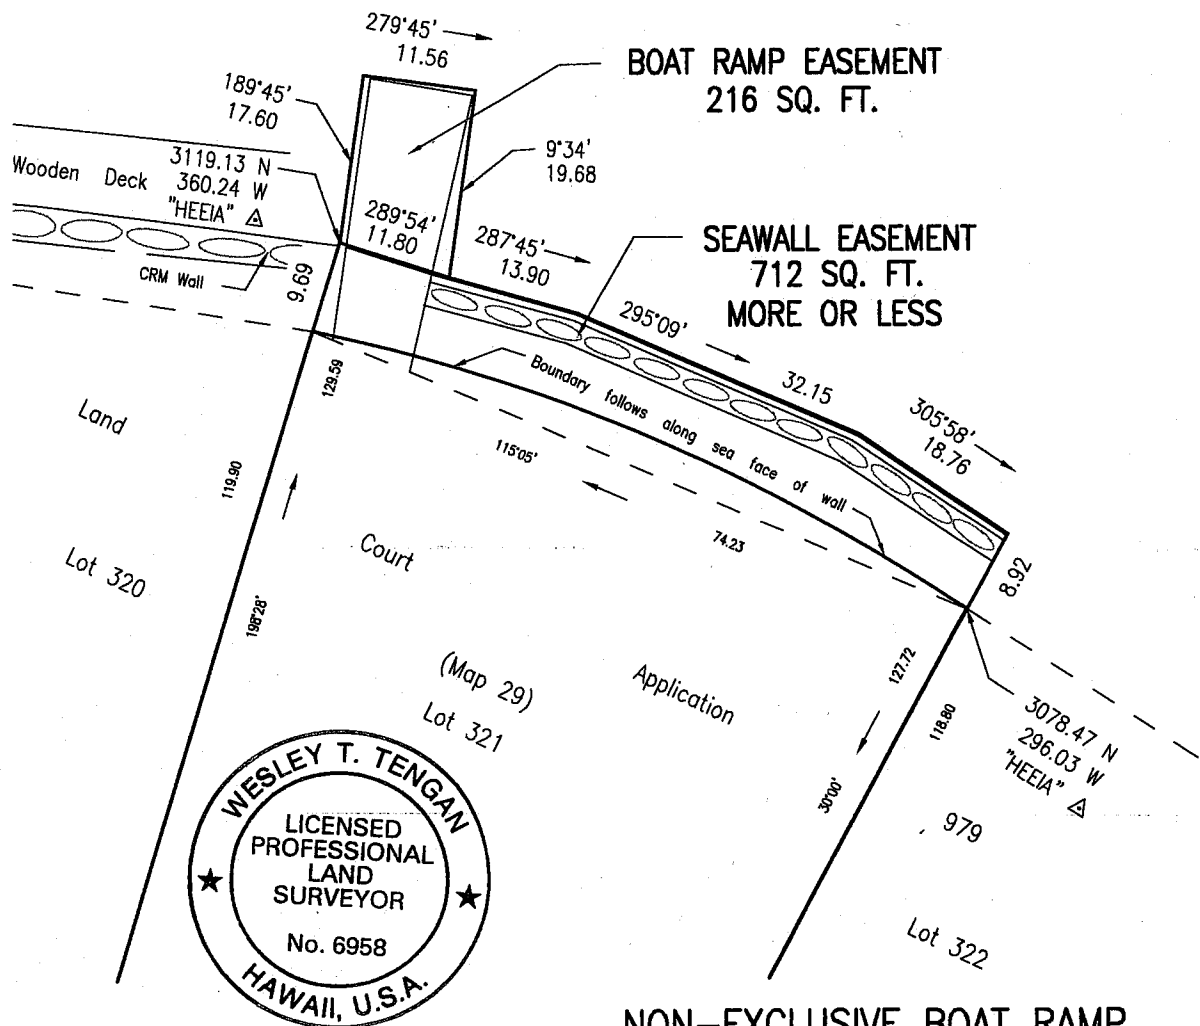 279°45'
11.56
BOAT RAMP EASEMENT
216 SQ. FT.
189°45'
17.60
9°34'
19.68
3119.13 N
360.24 W
"HEEIA"
Wooden Deck
289°54'
11.80
287°45'
13.90
SEAWALL EASEMENT
712 SQ. FT.
MORE OR LESS
CRM Wall
9.69
295°09'
32.15
305°58'
18.76
129.59
Boundary follows along sea face of wall
Land
115°05'
74.23
8.92
119.90
Court
Lot 320
198°28'
127.72
118.80
30°00'
(Map 29)
Lot 321
Application
3078.47 N
296.03 W
"HEEIA"
979
Lot 322
WESLEY T. TENGAN
LICENSED
PROFESSIONAL
LAND
SURVEYOR
No. 6958
HAWAII, U.S.A.
NON-EXCLUSIVE BOAT RAMP